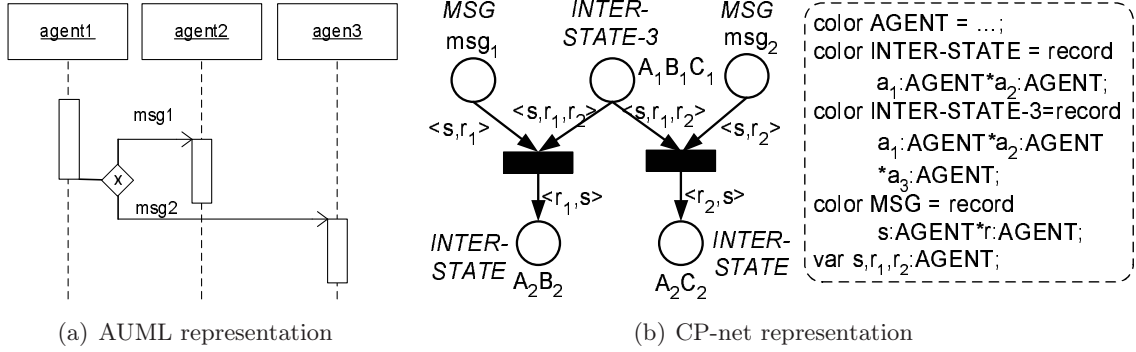 agent1 agent2 agent3
msg1
x
msg2
(a) AUML representation
MSG INTER- MSG
msg₁ STATE-3 msg₂
A₁B₁C₁
<s,r₁> <s,r₁,r₂> <s,r₁,r₂> <s,r₂>
<r₁,s> <r₂,s>
INTER- INTER-
STATE STATE
A₂B₂ A₂C₂
color AGENT = ...;
color INTER-STATE = record
a₁:AGENT*a₂:AGENT;
color INTER-STATE-3=record
a₁:AGENT*a₂:AGENT
*a₃:AGENT;
color MSG = record
s:AGENT*r:AGENT;
var s,r₁,r₂:AGENT;
(b) CP-net representation